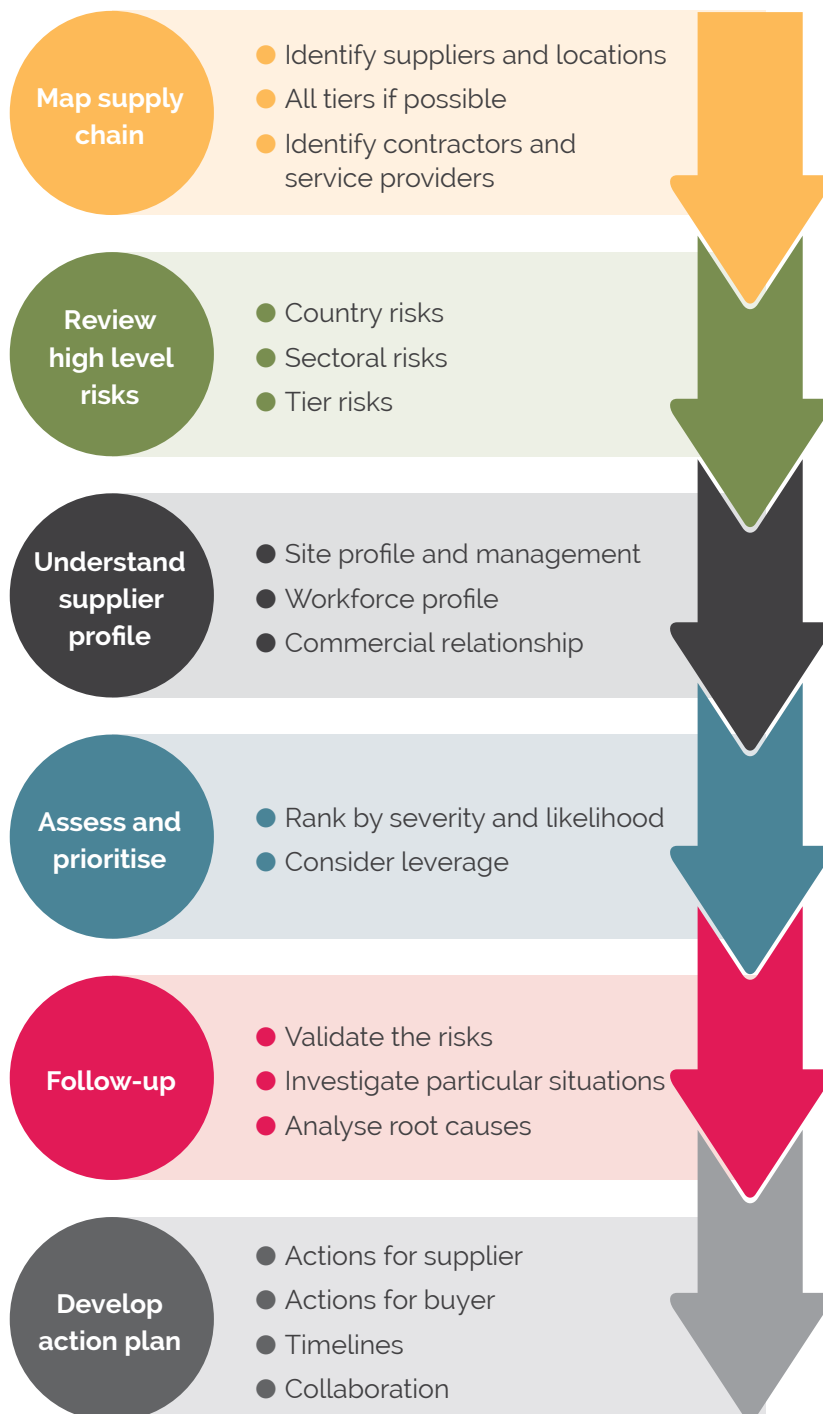 Map supply
chain
Identify suppliers and locations
All tiers if possible
Identify contractors and
service providers
Review
high level
risks
Country risks
Sectoral risks
Tier risks
Understand
supplier
profile
Site profile and management
Workforce profile
Commercial relationship
Assess and
prioritise
Rank by severity and likelihood
Consider leverage
Follow-up
Validate the risks
Investigate particular situations
Analyse root causes
Develop
action plan
Actions for supplier
Actions for buyer
Timelines
Collaboration